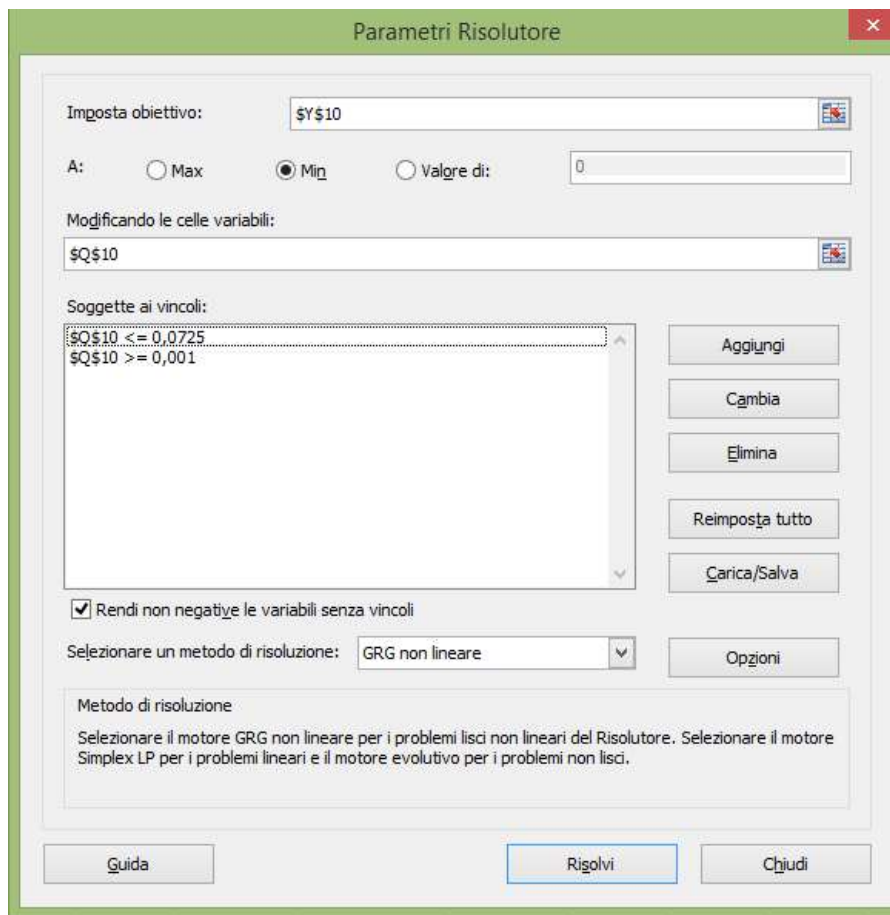 Parametri Risolutore
Imposta obiettivo: $Y$10
A: Max Min Valore di: 0
Modificando le celle variabili:
$Q$10
Soggette ai vincoli:
$Q$10 <= 0,0725
$Q$10 >= 0,001
Aggiungi
Cambia
Elimina
Reimposta tutto
Carica/Salva
Rendi non negative le variabili senza vincoli
Selezionare un metodo di risoluzione: GRG non lineare
Opzioni
Metodo di risoluzione
Selezionare il motore GRG non lineare per i problemi lisci non lineari del Risolutore. Selezionare il motore
Simplex LP per i problemi lineari e il motore evolutivo per i problemi non lisci.
Guida Risolvi Chiudi